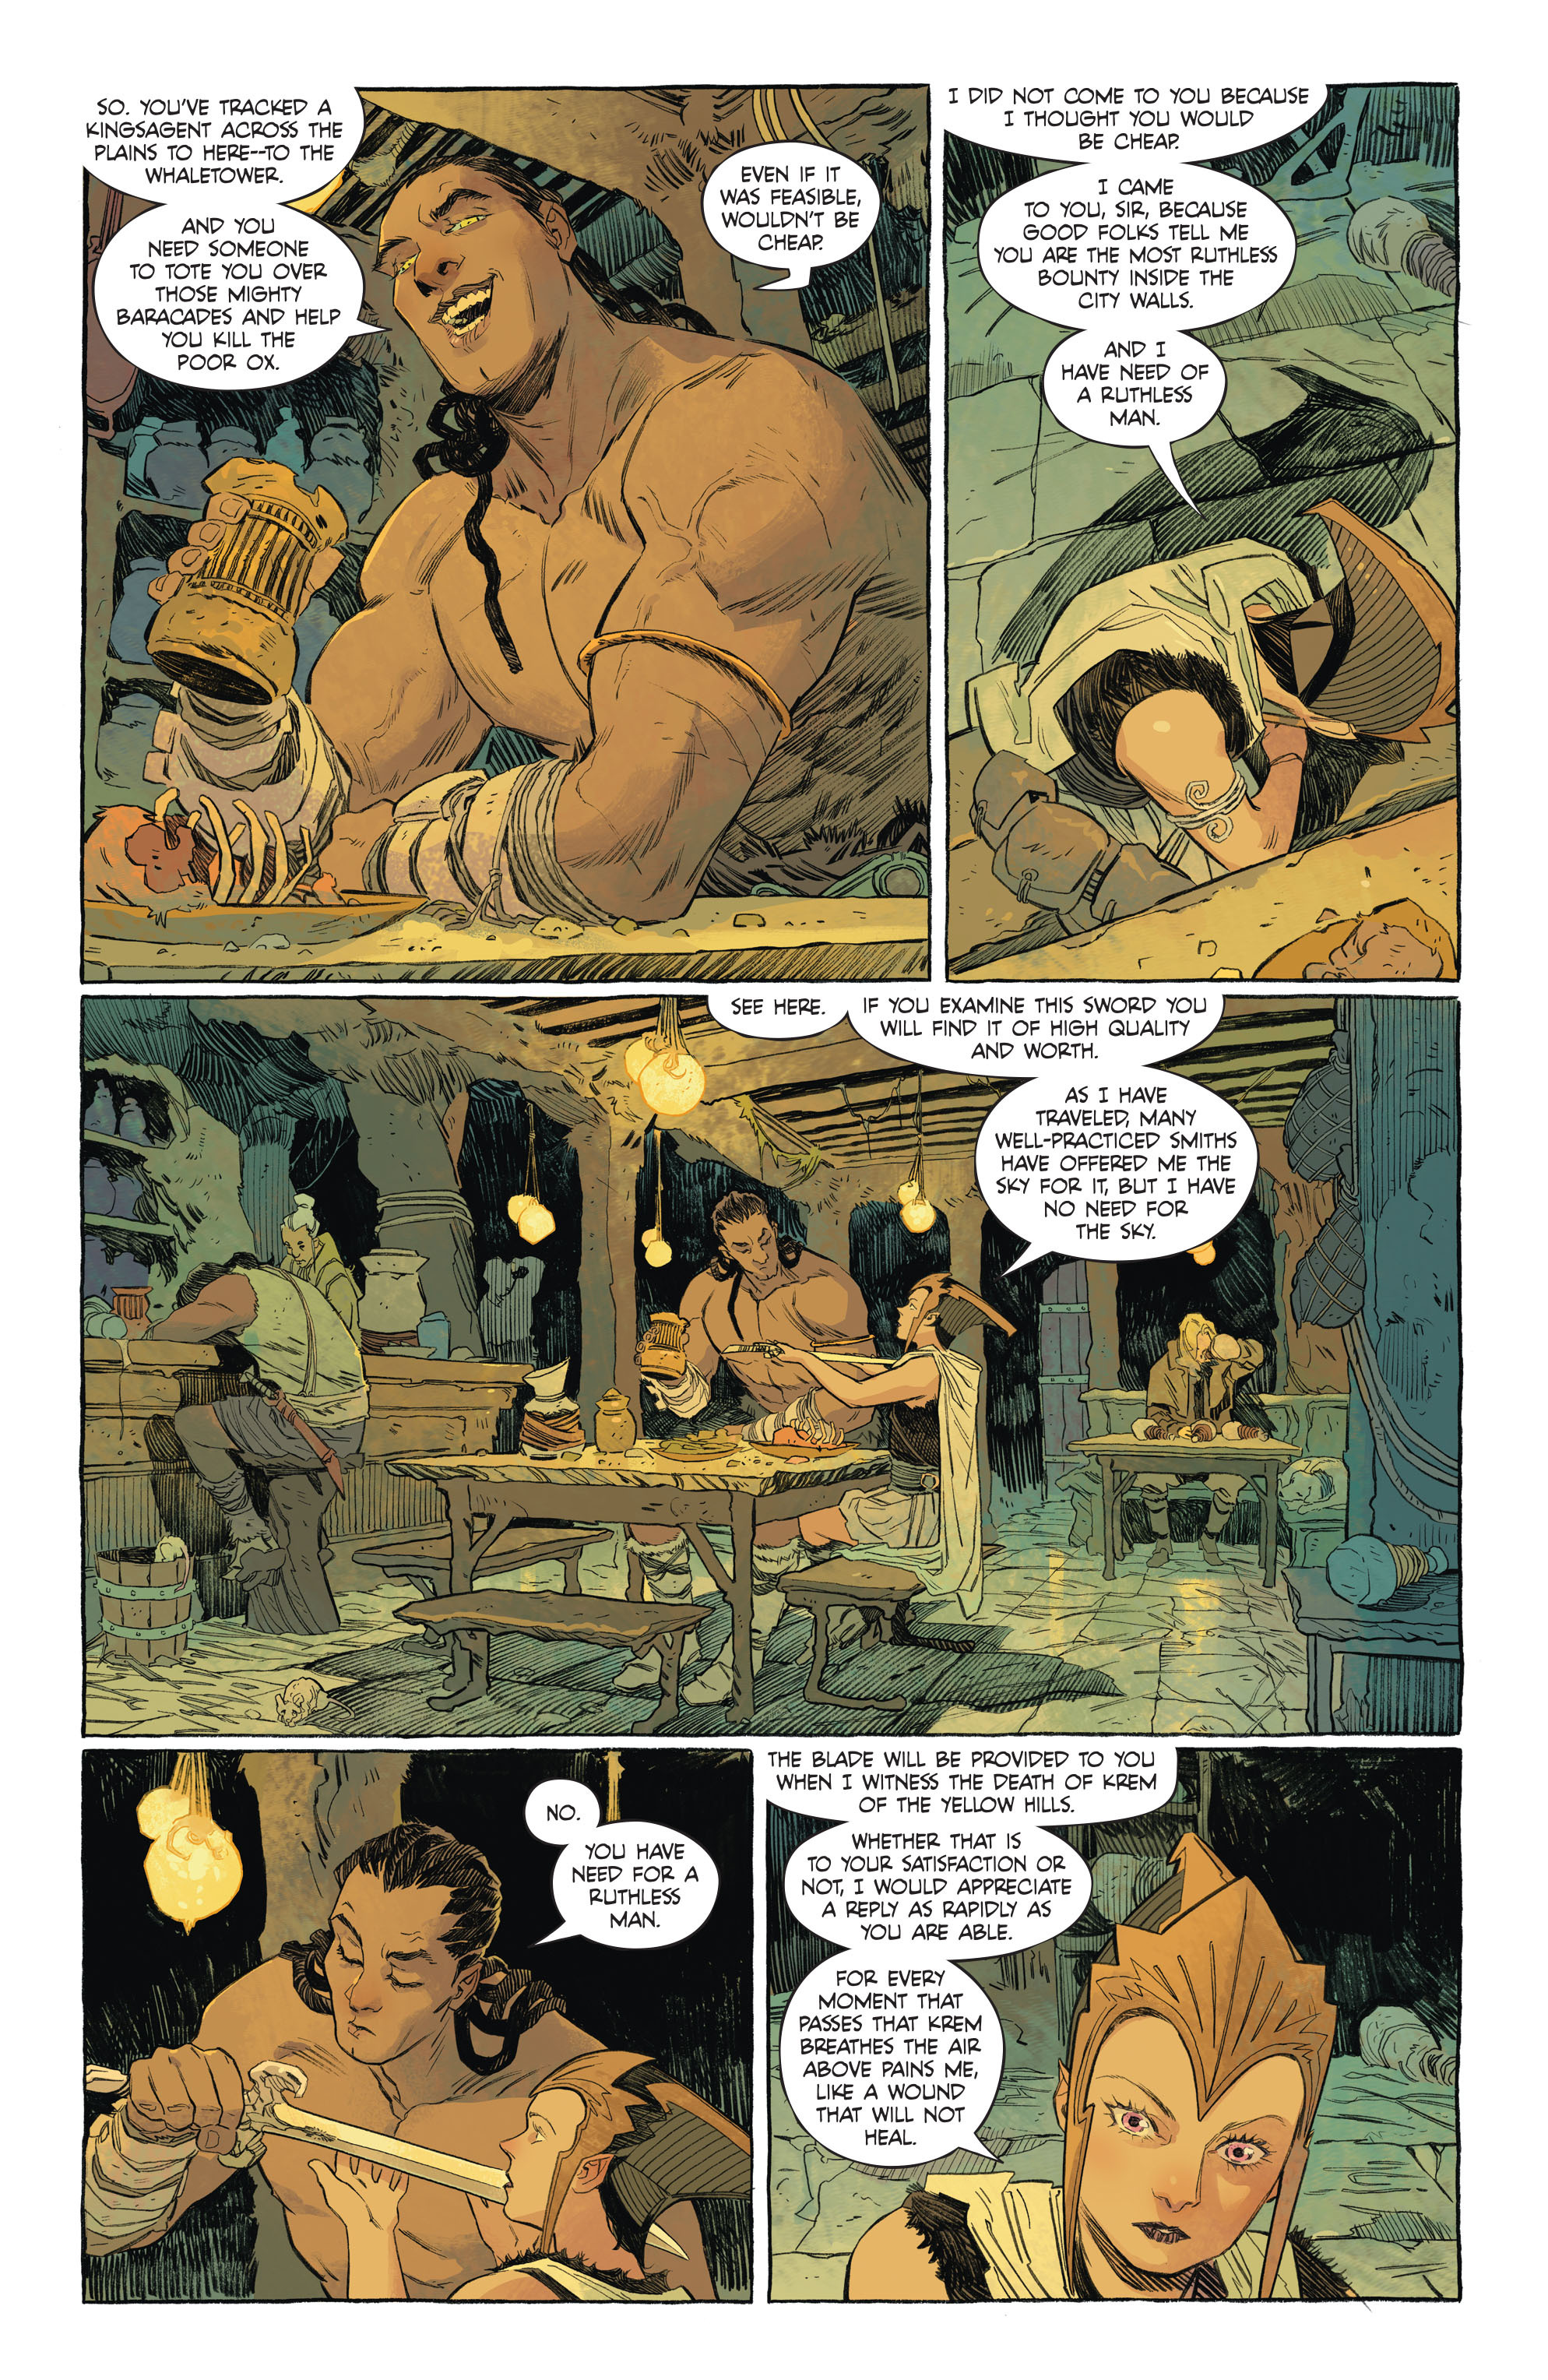 SO. YOU'VE TRACKED A
KINGSAGENT ACROSS THE
PLAINS TO HERE--TO THE
WHALETOWER.
AND YOU
NEED SOMEONE
TO TOTE YOU OVER
THOSE MIGHTY
BARACADES AND HELP
YOU KILL THE
POOR OX.
EVEN IF IT
WAS FEASIBLE,
WOULDN'T BE
CHEAP.
I DID NOT COME TO YOU BECAUSE
I THOUGHT YOU WOULD
BE CHEAP.
I CAME
TO YOU, SIR, BECAUSE
GOOD FOLKS TELL ME
YOU ARE THE MOST RUTHLESS
BOUNTY INSIDE THE
CITY WALLS.
AND I
HAVE NEED OF
A RUTHLESS
MAN.
SEE HERE.
IF YOU EXAMINE THIS SWORD YOU
WILL FIND IT OF HIGH QUALITY
AND WORTH.
AS I HAVE
TRAVELED, MANY
WELL-PRACTICED SMITHS
HAVE OFFERED ME THE
SKY FOR IT, BUT I HAVE
NO NEED FOR
THE SKY.
NO.
YOU HAVE
NEED FOR A
RUTHLESS
MAN.
THE BLADE WILL BE PROVIDED TO YOU
WHEN I WITNESS THE DEATH OF KREM
OF THE YELLOW HILLS.
WHETHER THAT IS
TO YOUR SATISFACTION OR
NOT, I WOULD APPRECIATE
A REPLY AS RAPIDLY AS
YOU ARE ABLE.
FOR EVERY
MOMENT THAT
PASSES THAT KREM
BREATHES THE AIR
ABOVE PAINS ME,
LIKE A WOUND
THAT WILL NOT
HEAL.